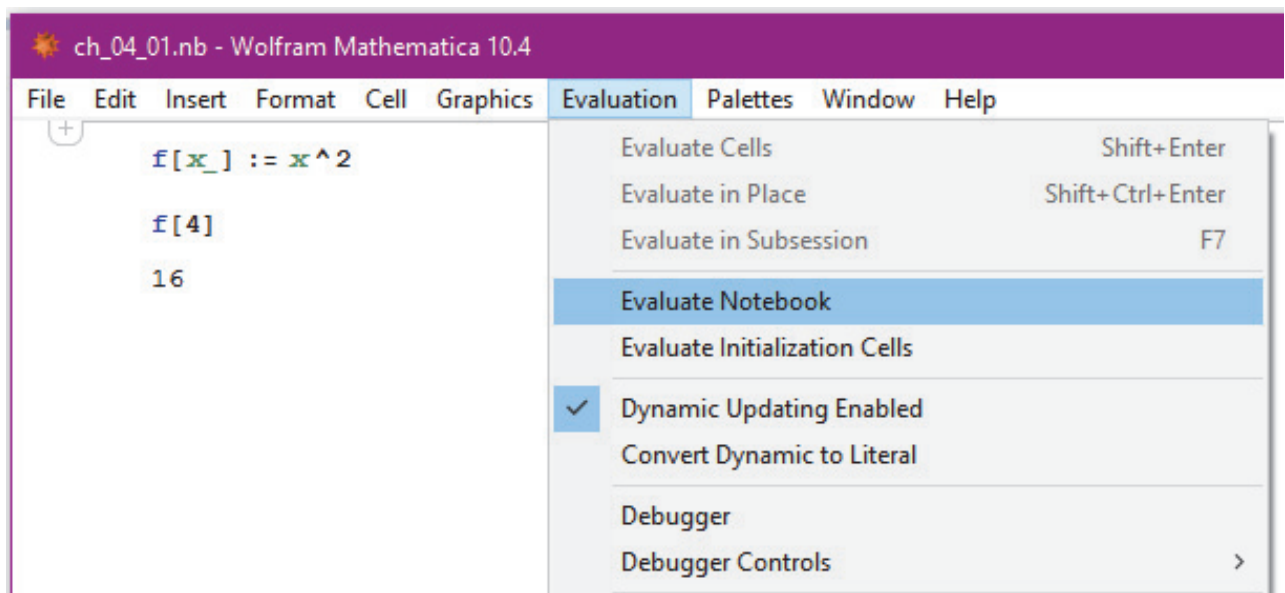 ch_04_01.nb - Wolfram Mathematica 10.4
File Edit Insert Format Cell Graphics Evaluation Palettes Window Help
f[x_] := x^2
f[4]
16
Evaluate Cells Shift+Enter
Evaluate in Place Shift+Ctrl+Enter
Evaluate in Subsession F7
Evaluate Notebook
Evaluate Initialization Cells
Dynamic Updating Enabled
Convert Dynamic to Literal
Debugger
Debugger Controls